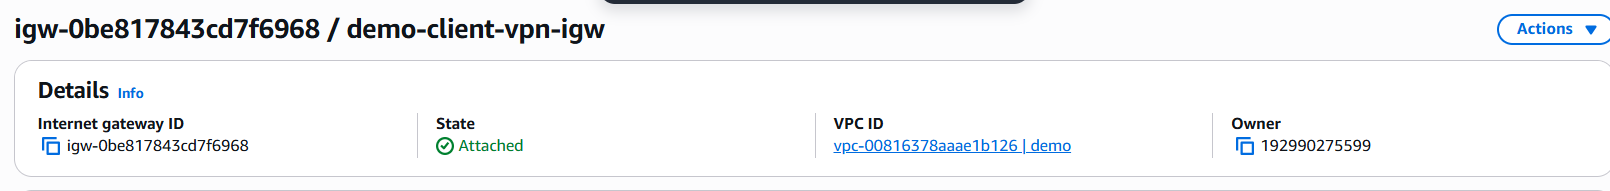 igw-0be817843cd7f6968 / demo-client-vpn-igw
Actions
Details Info
Internet gateway ID
igw-0be817843cd7f6968
State
Attached
VPC ID
vpc-00816378aaae1b126 | demo
Owner
192990275599